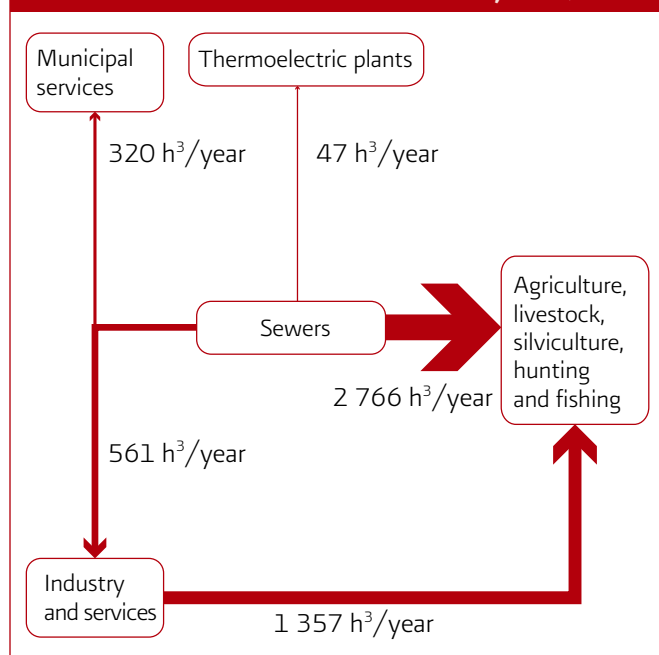 Municipal
services
Thermoelectric plants
320 h³/year
47 h³/year
Agriculture,
livestock,
silviculture,
hunting
and fishing
Sewers
2 766 h³/year
561 h³/year
Industry
and services
1 357 h³/year